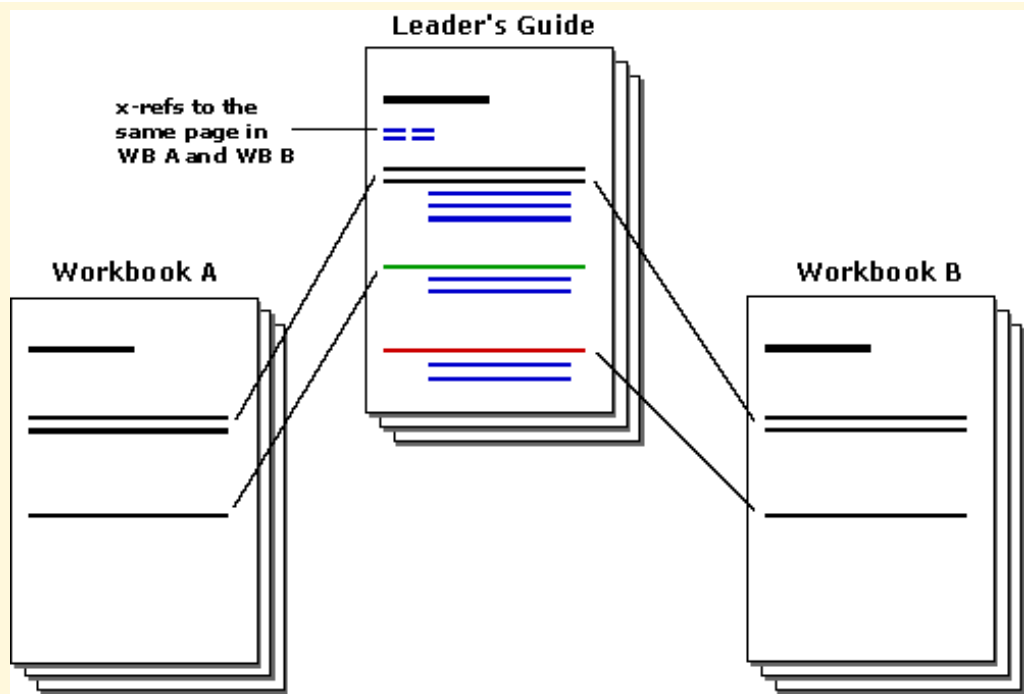 Leader's Guide
x-refs to the
same page in
WB A and WB B
Workbook A
Workbook B